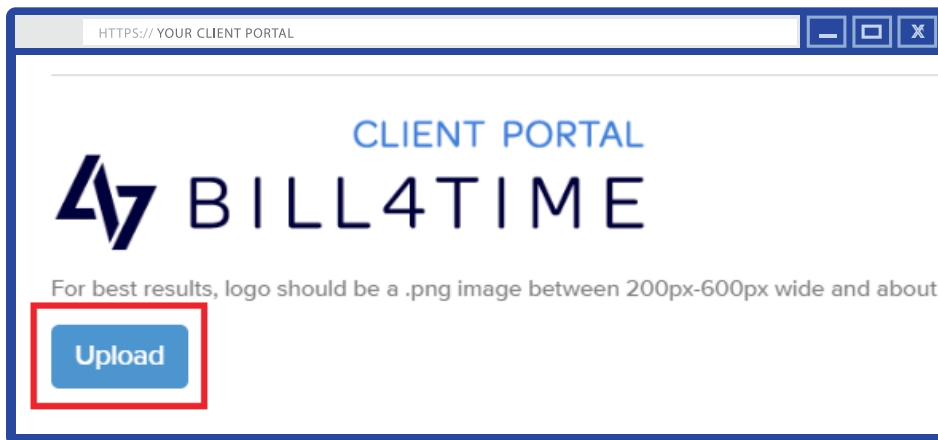 HTTPS:// YOUR CLIENT PORTAL
X
CLIENT PORTAL
BILL4TIME
For best results, logo should be a .png image between 200px-600px wide and about
Upload